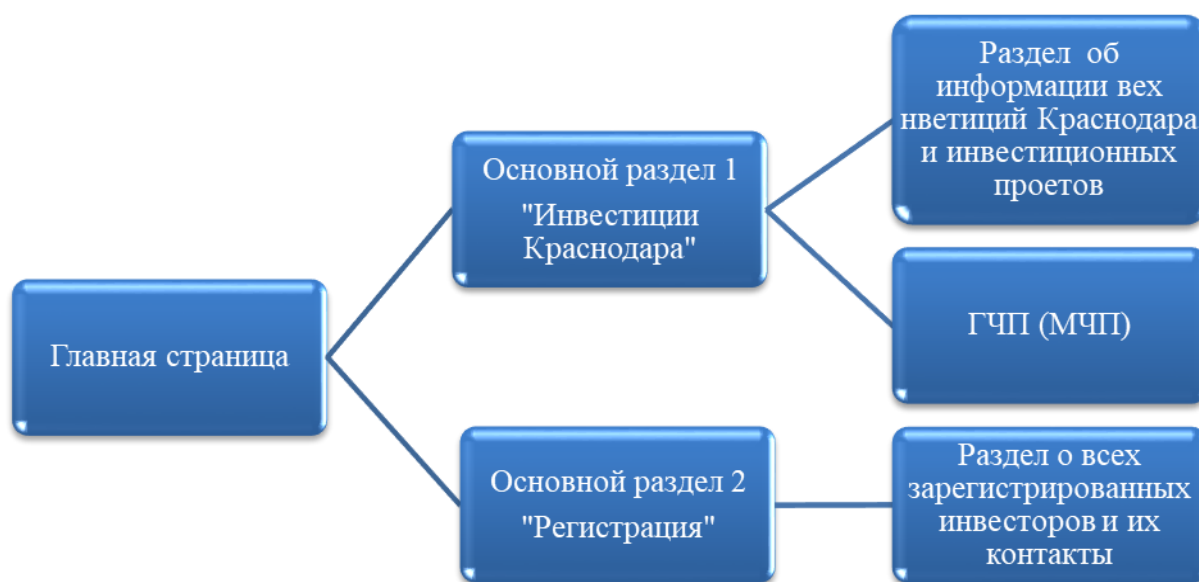 Главная страница
Основной раздел 1
"Инвестиции
Краснодара"
Раздел об
информации вех
нветиций Краснодара
и инвестиционных
проетов
ГЧП (МЧП)
Основной раздел 2
"Регистрация"
Раздел о всех
зарегистрированных
инвесторов и их
контакты